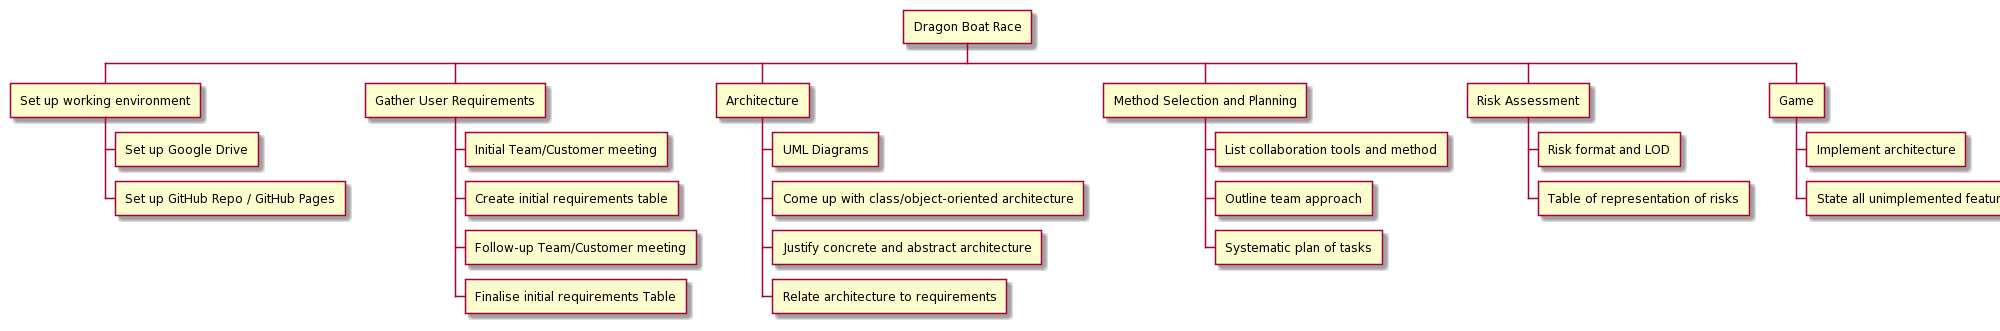 Dragon Boat Race
Set up working environment
Set up Google Drive
Set up GitHub Repo / GitHub Pages
Gather User Requirements
Initial Team/Customer meeting
Create initial requirements table
Follow-up Team/Customer meeting
Finalise initial requirements Table
Architecture
UML Diagrams
Come up with class/object-oriented architecture
Justify concrete and abstract architecture
Relate architecture to requirements
Method Selection and Planning
List collaboration tools and method
Outline team approach
Systematic plan of tasks
Risk Assessment
Risk format and LOD
Table of representation of risks
Game
Implement architecture
State all unimplemented